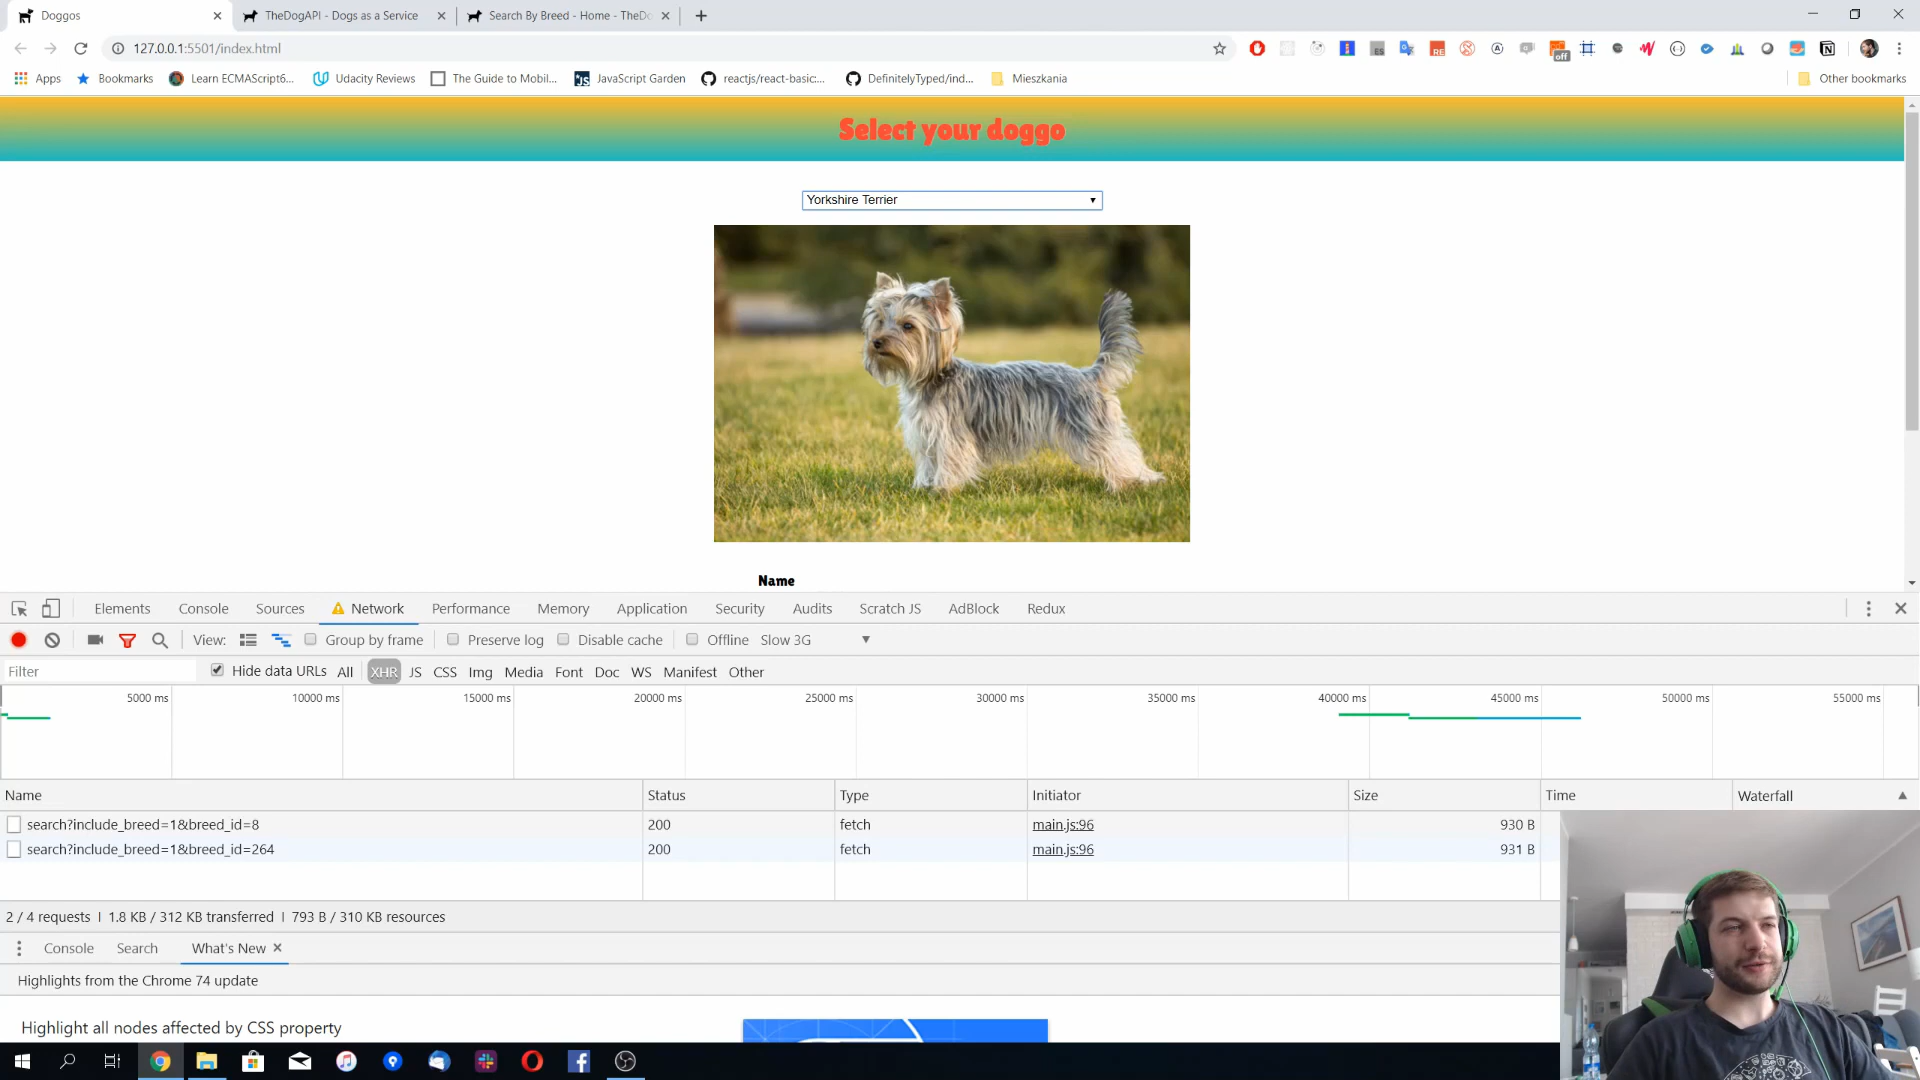 Doggos
TheDogAPI - Dogs as a Service
Search By Breed - Home - TheDo
127.0.0.1:5501/index.html
Apps
Bookmarks
Learn ECMAScript6...
Udacity Reviews
The Guide to Mobil...
JavaScript Garden
reactjs/react-basic:...
DefinitelyTyped/ind...
Mieszkania
Other bookmarks
Select your doggo
Yorkshire Terrier
Name
Elements Console Sources Network Performance Memory Application Security Audits Scratch JS AdBlock Redux
View: Group by frame Preserve log Disable cache Offline Slow 3G
Filter Hide data URLs All XHR JS CSS Img Media Font Doc WS Manifest Other
5000 ms 10000 ms 15000 ms 20000 ms 25000 ms 30000 ms 35000 ms 40000 ms 45000 ms 50000 ms 55000 ms
Name Status Type Initiator Size Time Waterfall
search?include_breed=1&breed_id=8 200 fetch main.js:96 930 B
search?include_breed=1&breed_id=264 200 fetch main.js:96 931 B
2 / 4 requests | 1.8 KB / 312 KB transferred | 793 B / 310 KB resources
Console Search What's New
Highlights from the Chrome 74 update
Highlight all nodes affected by CSS property